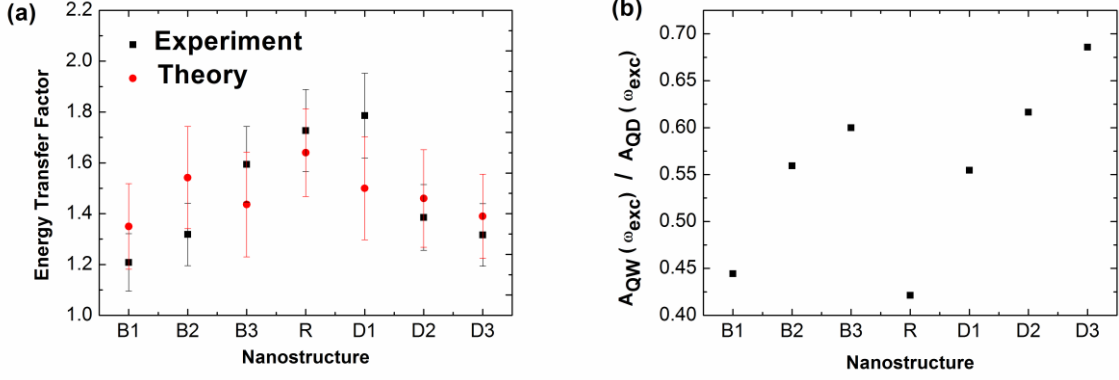 (a)
Energy Transfer Factor
2.2
2.0
1.8
1.6
1.4
1.2
1.0
Experiment
Theory
B1 B2 B3 R D1 D2 D3
Nanostructure
(b)
A_QW(ω_exc) / A_QD(ω_exc)
0.70
0.65
0.60
0.55
0.50
0.45
0.40
B1 B2 B3 R D1 D2 D3
Nanostructure